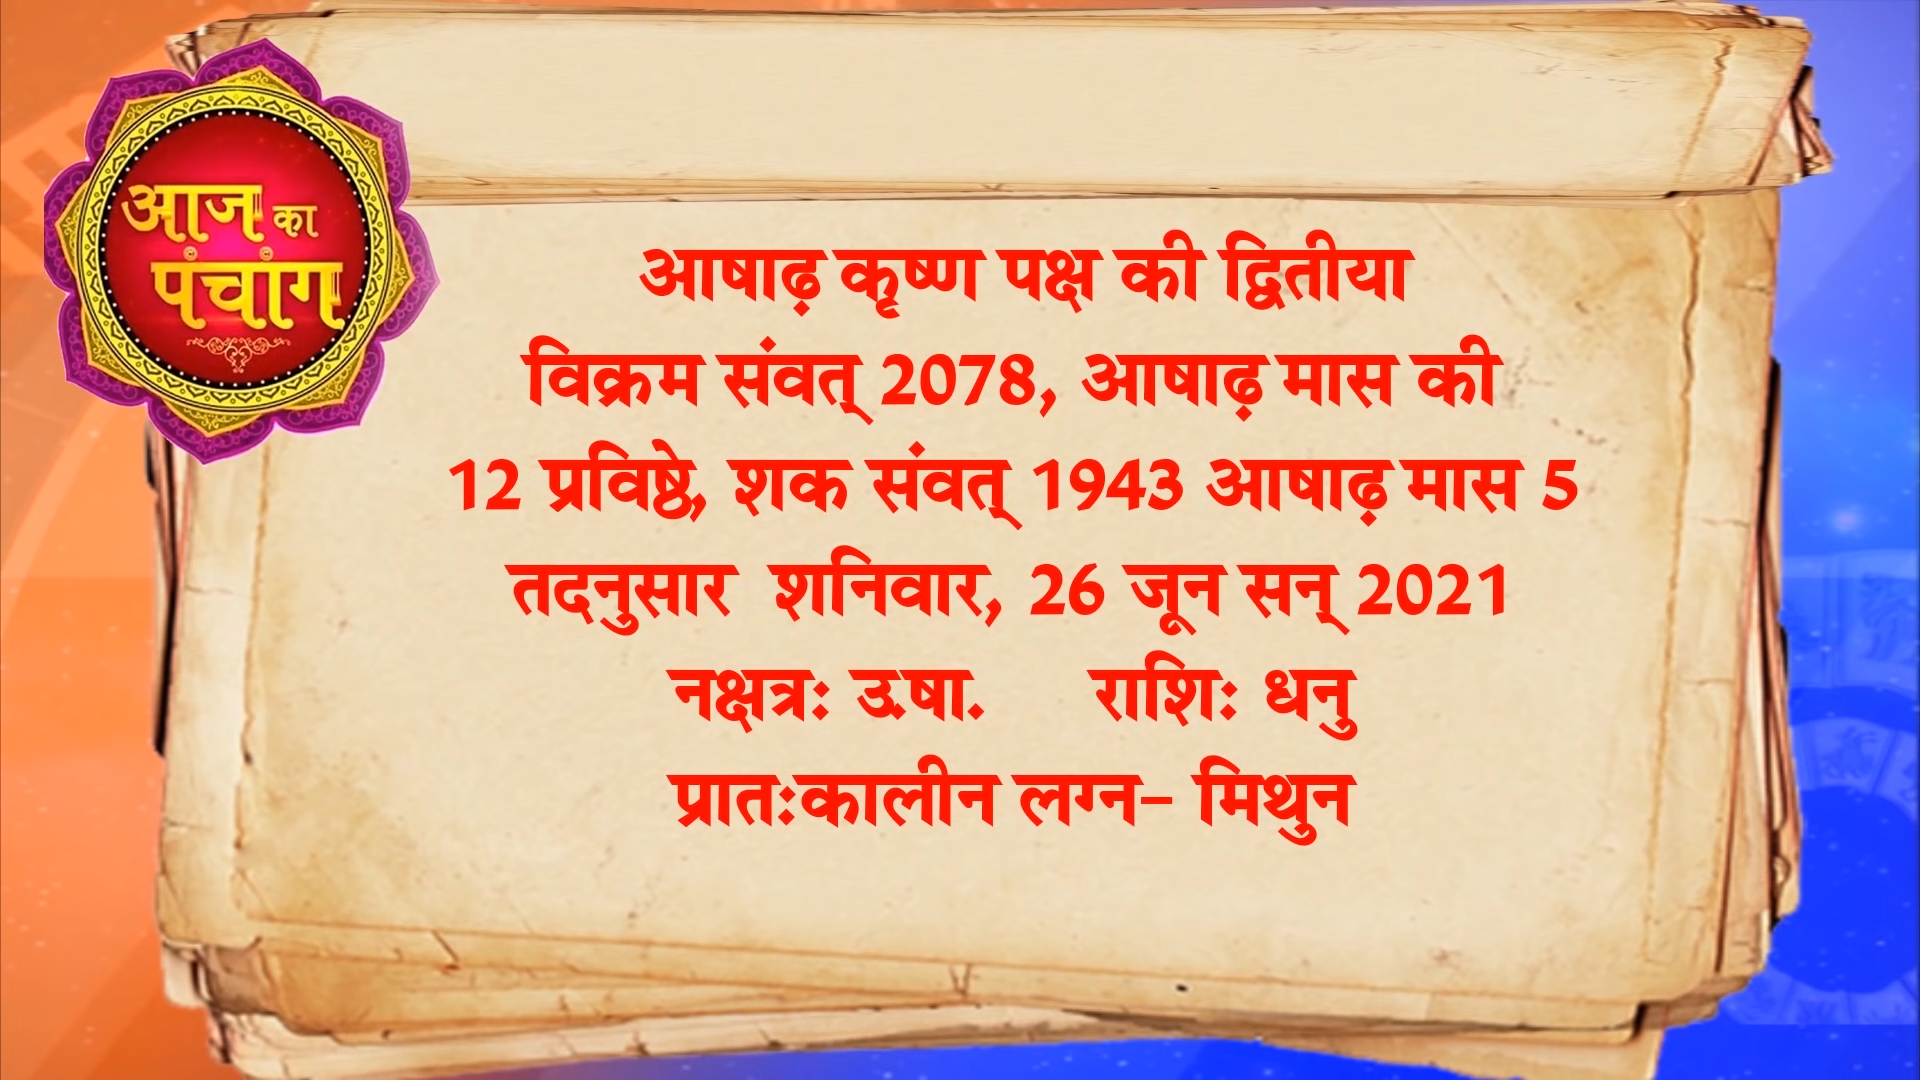 आज का
पंचांग
आषाढ़ कृष्ण पक्ष की द्वितीया
विक्रम संवत् 2078, आषाढ़ मास की
12 प्रविष्ठे, शक संवत् 1943 आषाढ़ मास 5
तदनुसार शनिवार, 26 जून सन् 2021
नक्षत्रः उ.षा. राशिः धनु
प्रातःकालीन लग्न- मिथुन